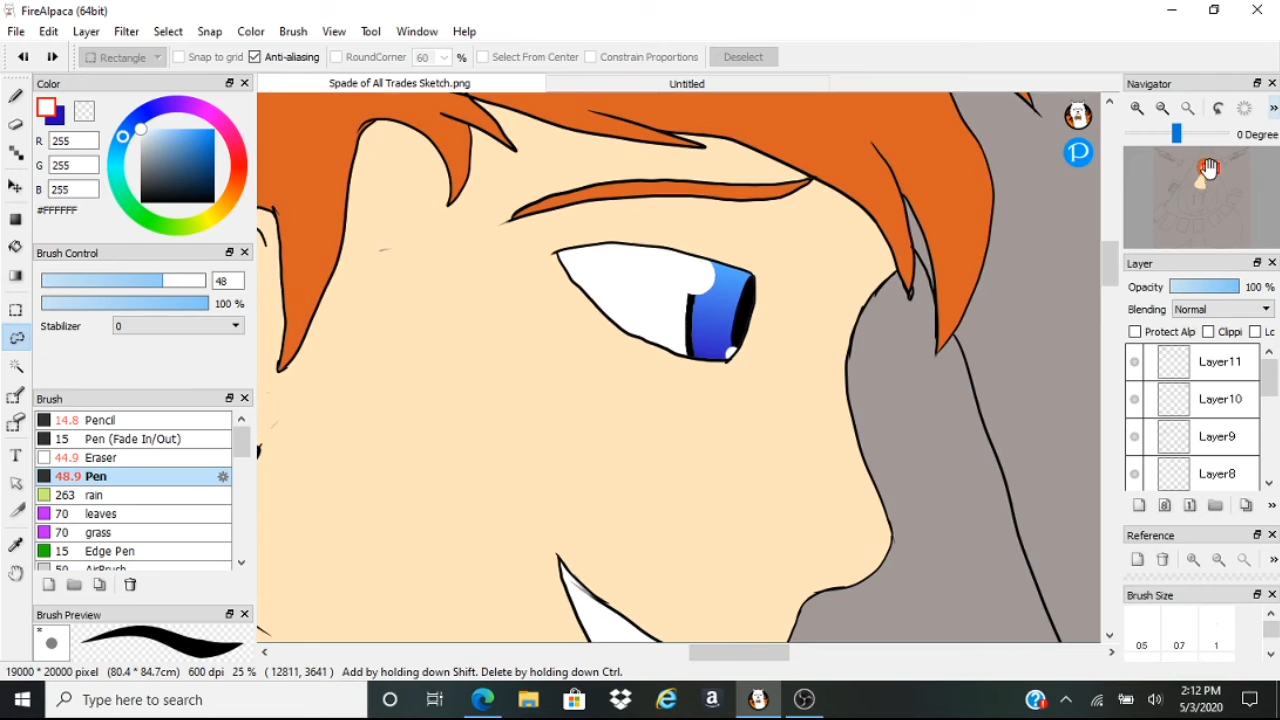 FireAlpaca (64bit)
File Edit Layer Filter Select Snap Color Brush View Tool Window Help
Rectangle Snap to grid Anti-aliasing RoundCorner 60 % Select From Center Constrain Proportions Deselect
Color
Spade of All Trades Sketch.png
Untitled
Navigator
R 255
G 255
B 255
#FFFFFF
0 Degree
P
Brush Control
48
100 %
Stabilizer 0
Layer
Opacity 100 %
Blending Normal
Protect Alp Clippi Lc
Layer11
Layer10
Layer9
Layer8
Brush
14.8 Pencil
15 Pen (Fade In/Out)
44.9 Eraser
48.9 Pen
263 rain
70 leaves
70 grass
15 Edge Pen
50 AirBrush
Reference
Brush Preview
Brush Size
05 07 1
19000 * 20000 pixel (80.4 * 84.7cm) 600 dpi 25 % ( 12811, 3641 ) Add by holding down Shift. Delete by holding down Ctrl.
Type here to search
2:12 PM
5/3/2020